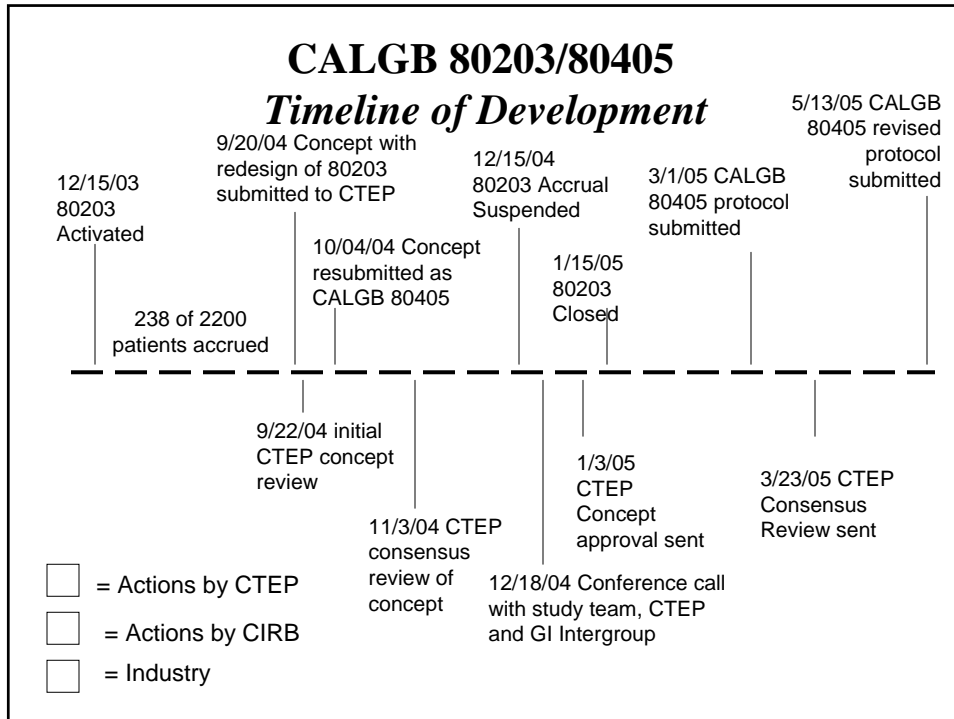 CALGB 80203/80405
Timeline of Development
12/15/03
80203
Activated
9/20/04 Concept with
redesign of 80203
submitted to CTEP
10/04/04 Concept
resubmitted as
CALGB 80405
12/15/04
80203 Accrual
Suspended
1/15/05
80203
Closed
3/1/05 CALGB
80405 protocol
submitted
5/13/05 CALGB
80405 revised
protocol
submitted
238 of 2200
patients accrued
9/22/04 initial
CTEP concept
review
11/3/04 CTEP
consensus
review of
concept
12/18/04 Conference call
with study team, CTEP
and GI Intergroup
1/3/05
CTEP
Concept
approval sent
3/23/05 CTEP
Consensus
Review sent
= Actions by CTEP
= Actions by CIRB
= Industry